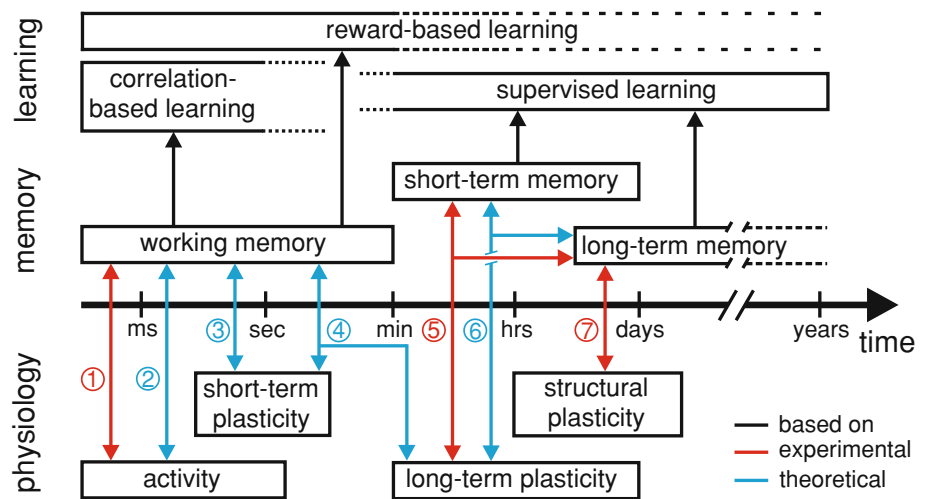 learning
reward-based learning
correlation-
based learning
supervised learning
memory
short-term memory
working memory
long-term memory
ms
sec
min
hrs
days
years
time
①
②
③
④
⑤
⑥
⑦
physiology
short-term
plasticity
structural
plasticity
activity
long-term plasticity
based on
experimental
theoretical